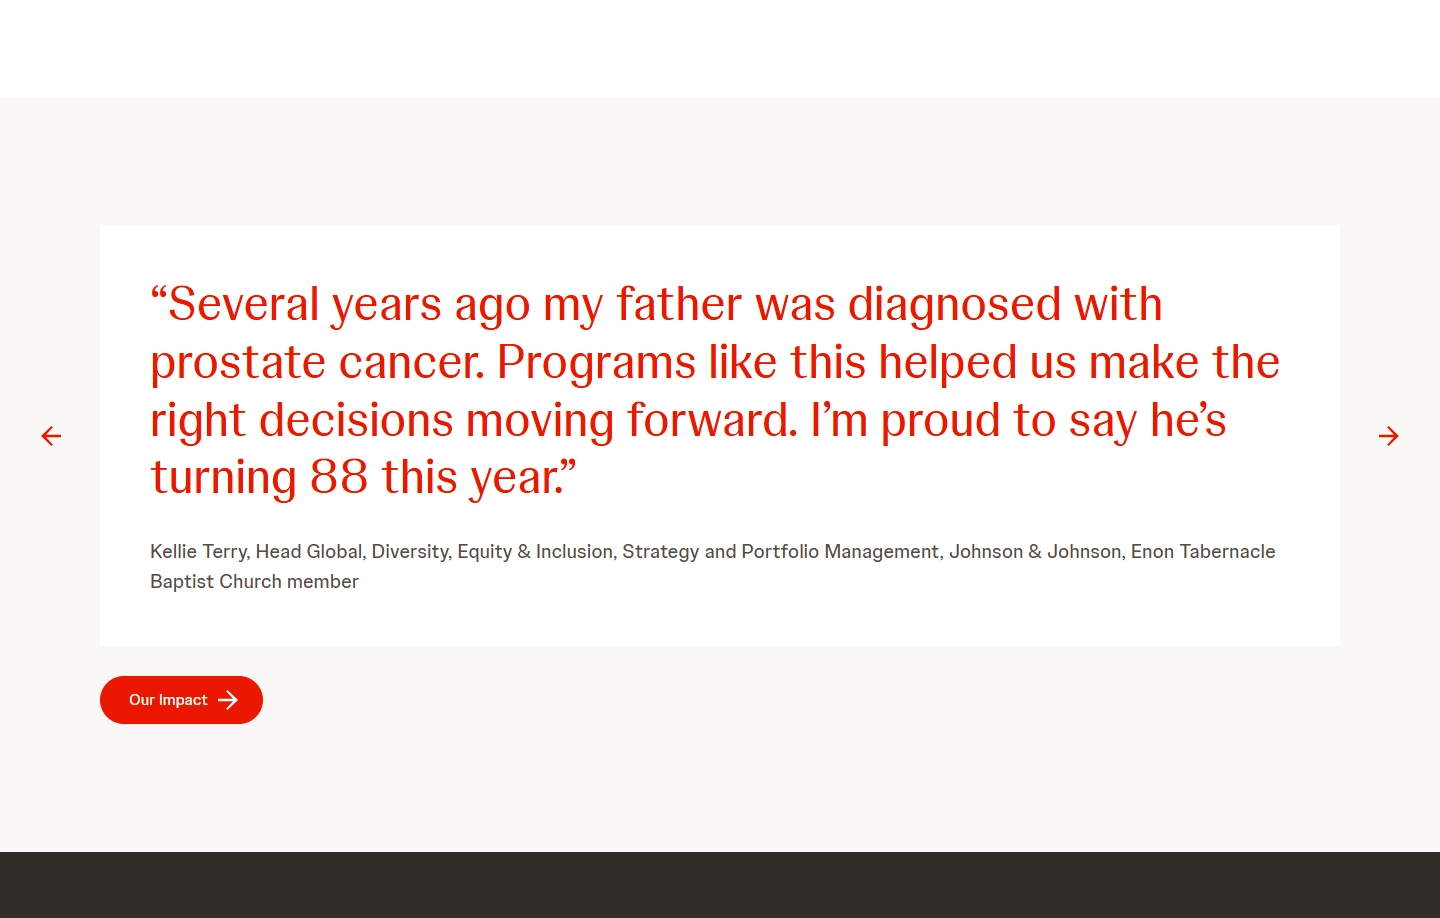 “Several years ago my father was diagnosed with
prostate cancer. Programs like this helped us make the
right decisions moving forward. I’m proud to say he’s
turning 88 this year.”
Kellie Terry, Head Global, Diversity, Equity & Inclusion, Strategy and Portfolio Management, Johnson & Johnson, Enon Tabernacle
Baptist Church member
Our Impact